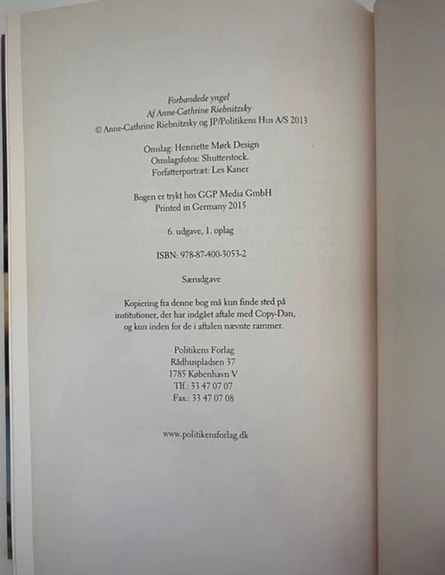 Forbandede yngel
Af Anne-Cathrine Riebnitzsky
© Anne-Cathrine Riebnitzsky og JP/Politikens Hus A/S 2013
Omslag: Henriette Mørk Design
Omslagsfotos: Shutterstock.
Forfatterportræt: Les Kaner
Bogen er trykt hos GGP Media GmbH
Printed in Germany 2015
6. udgave, 1. oplag
ISBN: 978-87-400-3053-2
Særudgave
Kopiering fra denne bog må kun finde sted på
institutioner, der har indgået aftale med Copy-Dan,
og kun inden for de i aftalen nævnte rammer.
Politikens Forlag
Rådhuspladsen 37
1785 København V
Tlf.: 33 47 07 07
Fax.: 33 47 07 08
www.politikensforlag.dk